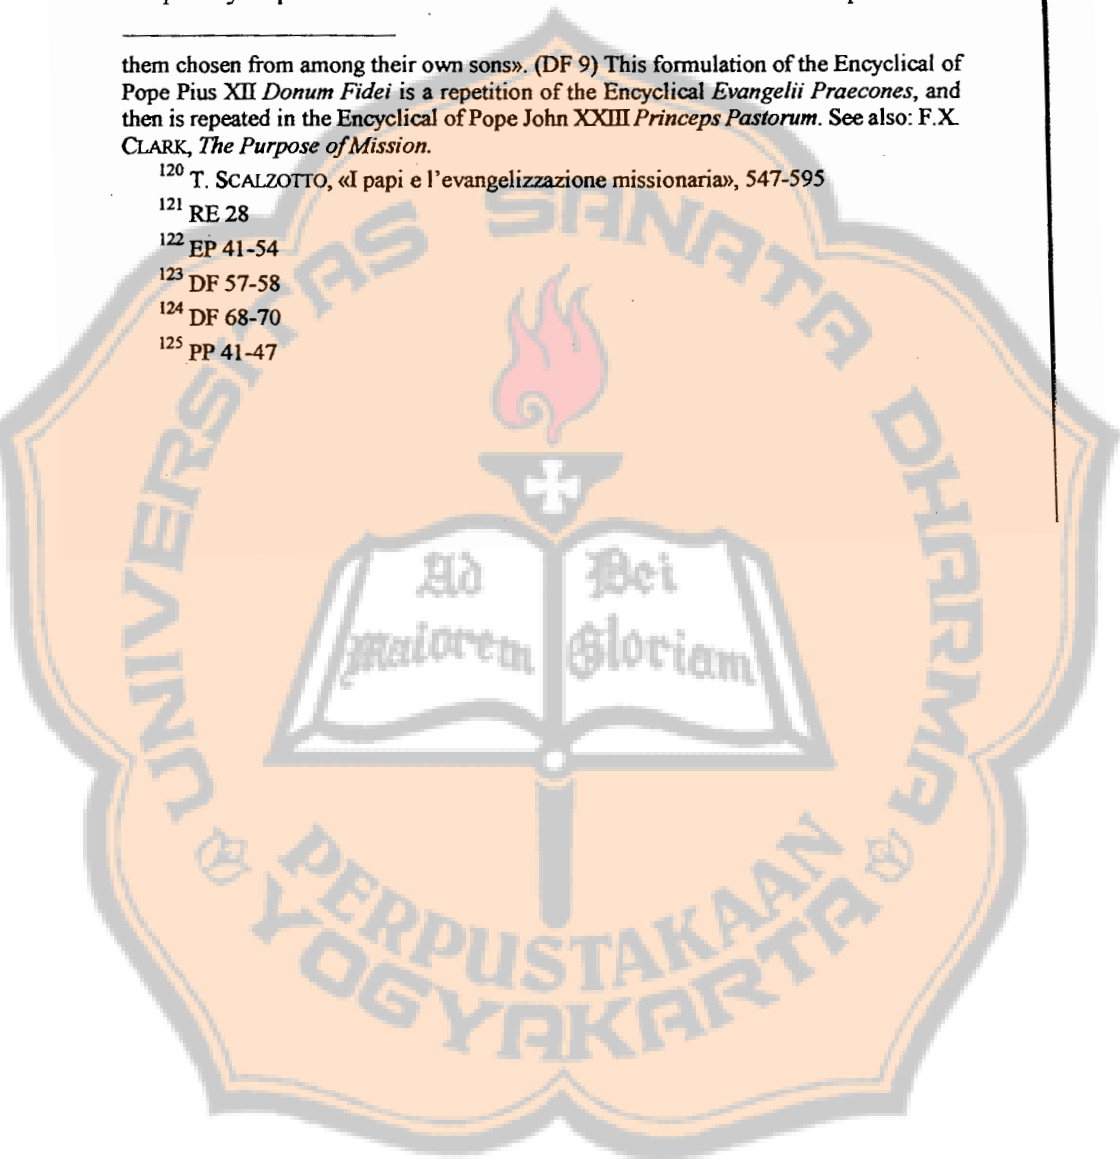 them chosen from among their own sons». (DF 9) This formulation of the Encyclical of
Pope Pius XII Donum Fidei is a repetition of the Encyclical Evangelii Praecones, and
then is repeated in the Encyclical of Pope John XXIII Princeps Pastorum. See also: F.X.
CLARK, The Purpose of Mission.
120 T. SCALZOTTO, «I papi e l'evangelizzazione missionaria», 547-595
121 RE 28
122 EP 41-54
123 DF 57-58
124 DF 68-70
125 PP 41-47
UNIVERSITAS SANATA DHARMA
Ad Dei
maiorem Gloriam
PERPUSTAKAAN
YOGYAKARTA